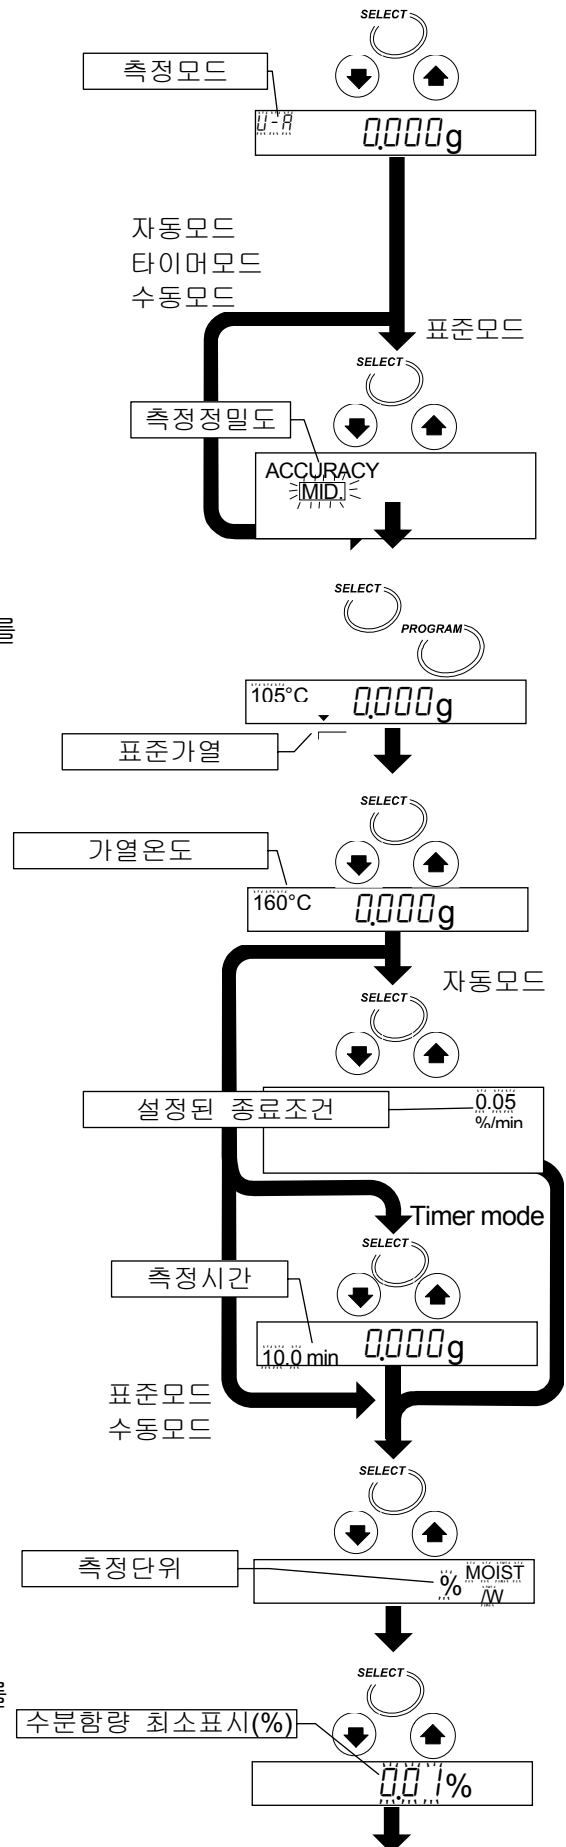 SELECT
측정모드
U-A
0.000g
자동모드
타이머모드
수동모드
표준모드
SELECT
측정정밀도
ACCURACY
MID.
SELECT
를
PROGRAM
105°C
0.000g
표준가열
SELECT
가열온도
160°C
0.000g
자동모드
SELECT
설정된 종료조건
0.05
%/min
Timer mode
SELECT
측정시간
10.0 min
0.000g
표준모드
수동모드
SELECT
측정단위
% MOIST
/W
SELECT
수분함량 최소표시(%)
0.01%